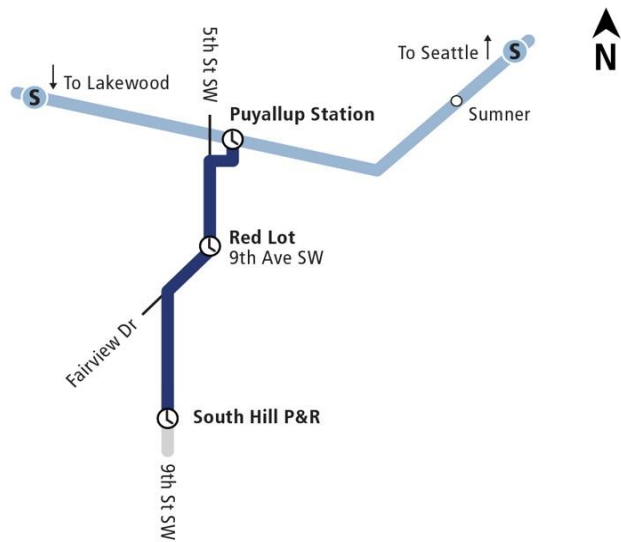 5th St SW
To Seattle
S
N
S
To Lakewood
Puyallup Station
Sumner
Red Lot
9th Ave SW
Fairview Dr
South Hill P&R
9th St SW